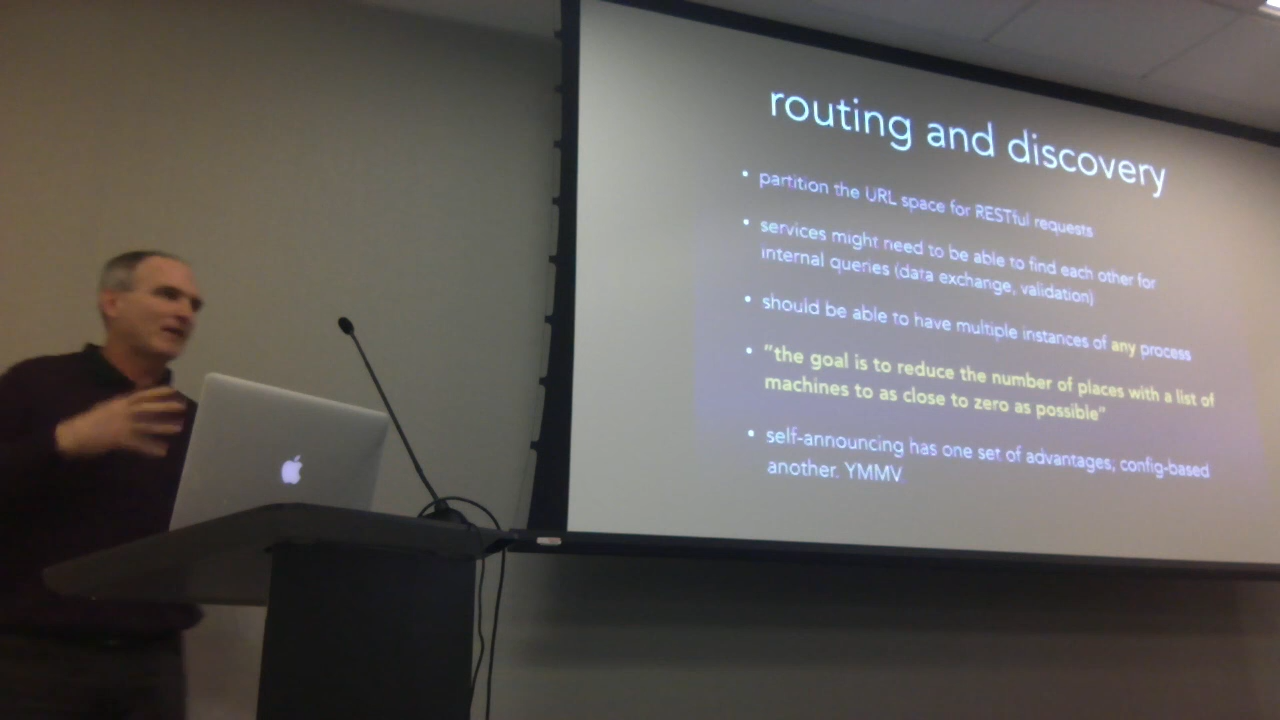 routing and discovery
• partition the URL space for RESTful requests
• services might need to be able to find each other for
internal queries (data exchange, validation)
• should be able to have multiple instances of any process
• "the goal is to reduce the number of places with a list of
machines to as close to zero as possible"
• self-announcing has one set of advantages, config-based
another. YMMV